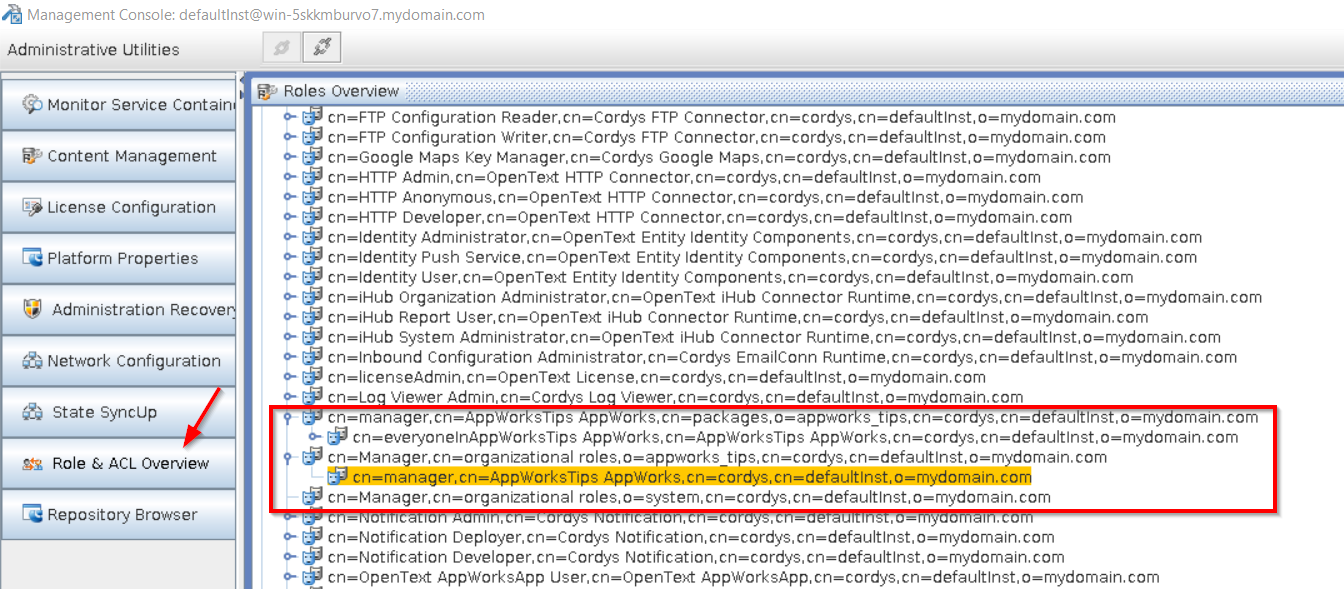 Management Console: defaultInst@win-5skkmburvo7.mydomain.com
Administrative Utilities
Monitor Service Contain
Content Management
License Configuration
Platform Properties
Administration Recovery
Network Configuration
State SyncUp
Role & ACL Overview
Repository Browser
Roles Overview
cn=FTP Configuration Reader,cn=Cordys FTP Connector,cn=cordys,cn=defaultInst,o=mydomain.com
cn=FTP Configuration Writer,cn=Cordys FTP Connector,cn=cordys,cn=defaultInst,o=mydomain.com
cn=Google Maps Key Manager,cn=Cordys Google Maps,cn=cordys,cn=defaultInst,o=mydomain.com
cn=HTTP Admin,cn=OpenText HTTP Connector,cn=cordys,cn=defaultInst,o=mydomain.com
cn=HTTP Anonymous,cn=OpenText HTTP Connector,cn=cordys,cn=defaultInst,o=mydomain.com
cn=HTTP Developer,cn=OpenText HTTP Connector,cn=cordys,cn=defaultInst,o=mydomain.com
cn=Identity Administrator,cn=OpenText Entity Identity Components,cn=cordys,cn=defaultInst,o=mydomain.com
cn=Identity Push Service,cn=OpenText Entity Identity Components,cn=cordys,cn=defaultInst,o=mydomain.com
cn=Identity User,cn=OpenText Entity Identity Components,cn=cordys,cn=defaultInst,o=mydomain.com
cn=iHub Organization Administrator,cn=OpenText iHub Connector Runtime,cn=cordys,cn=defaultInst,o=mydomain.com
cn=iHub Report User,cn=OpenText iHub Connector Runtime,cn=cordys,cn=defaultInst,o=mydomain.com
cn=iHub System Administrator,cn=OpenText iHub Connector Runtime,cn=cordys,cn=defaultInst,o=mydomain.com
cn=Inbound Configuration Administrator,cn=Cordys EmailConn Runtime,cn=cordys,cn=defaultInst,o=mydomain.com
cn=licenseAdmin,cn=OpenText License,cn=cordys,cn=defaultInst,o=mydomain.com
cn=Log Viewer Admin,cn=Cordys Log Viewer,cn=cordys,cn=defaultInst,o=mydomain.com
cn=manager,cn=AppWorksTips AppWorks,cn=packages,o=appworks_tips,cn=cordys,cn=defaultInst,o=mydomain.com
cn=everyoneInAppWorksTips AppWorks,cn=AppWorksTips AppWorks,cn=cordys,cn=defaultInst,o=mydomain.com
cn=Manager,cn=organizational roles,o=appworks_tips,cn=cordys,cn=defaultInst,o=mydomain.com
cn=manager,cn=AppWorksTips AppWorks,cn=cordys,cn=defaultInst,o=mydomain.com
cn=Manager,cn=organizational roles,o=system,cn=cordys,cn=defaultInst,o=mydomain.com
cn=Notification Admin,cn=Cordys Notification,cn=cordys,cn=defaultInst,o=mydomain.com
cn=Notification Deployer,cn=Cordys Notification,cn=cordys,cn=defaultInst,o=mydomain.com
cn=Notification Developer,cn=Cordys Notification,cn=cordys,cn=defaultInst,o=mydomain.com
cn=OpenText AppWorksApp User,cn=OpenText AppWorksApp,cn=cordys,cn=defaultInst,o=mydomain.com